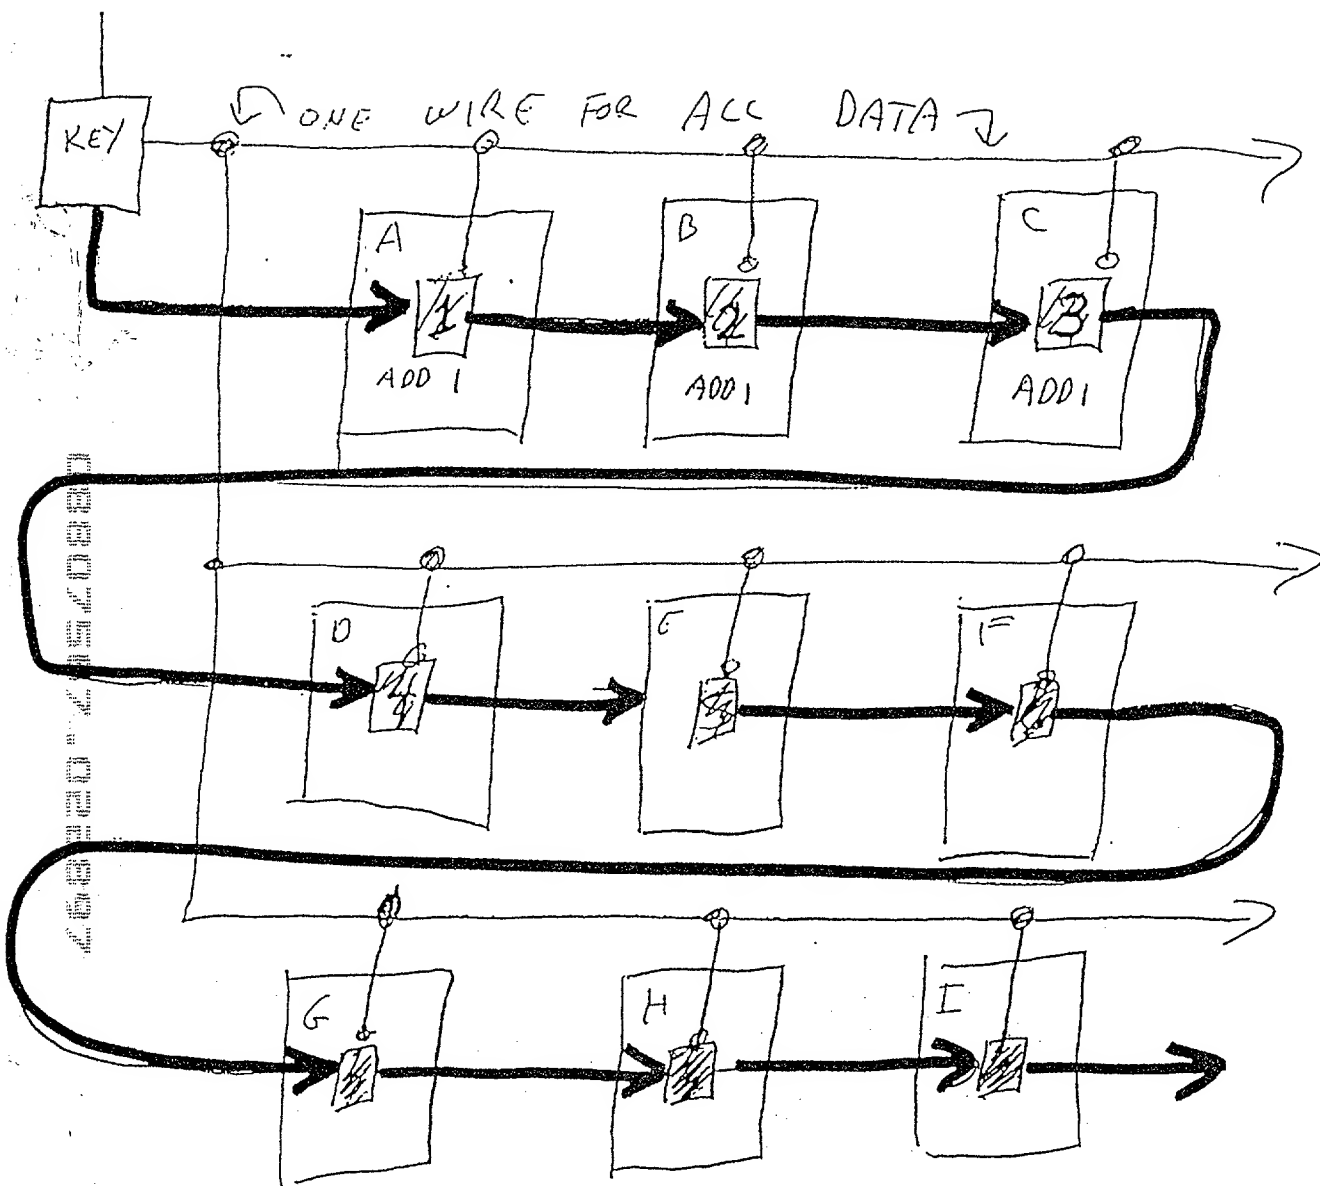 ONE WIRE FOR ALL DATA
KEY
A B C
1 2 3
ADD 1 ADD 1 ADD 1
D E F
4
G H I